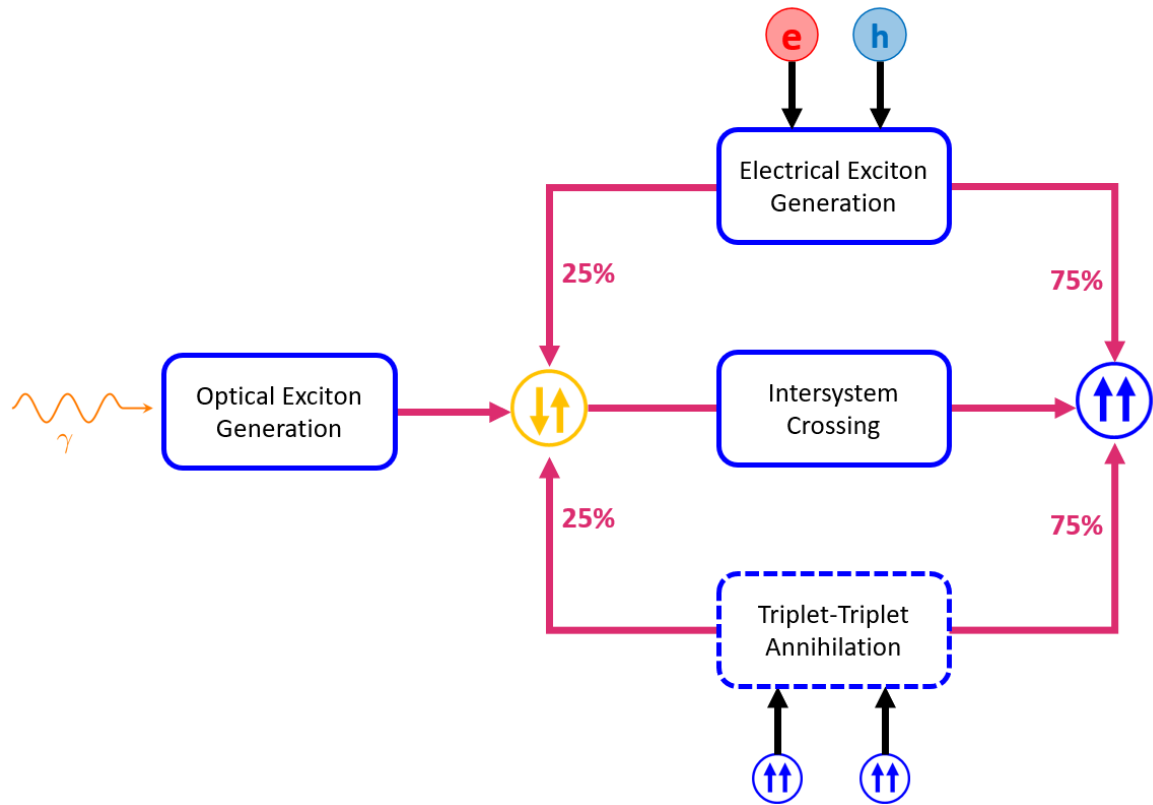 e
h
Electrical Exciton
Generation
25%
75%
Optical Exciton
Generation
γ
Intersystem
Crossing
25%
75%
Triplet-Triplet
Annihilation